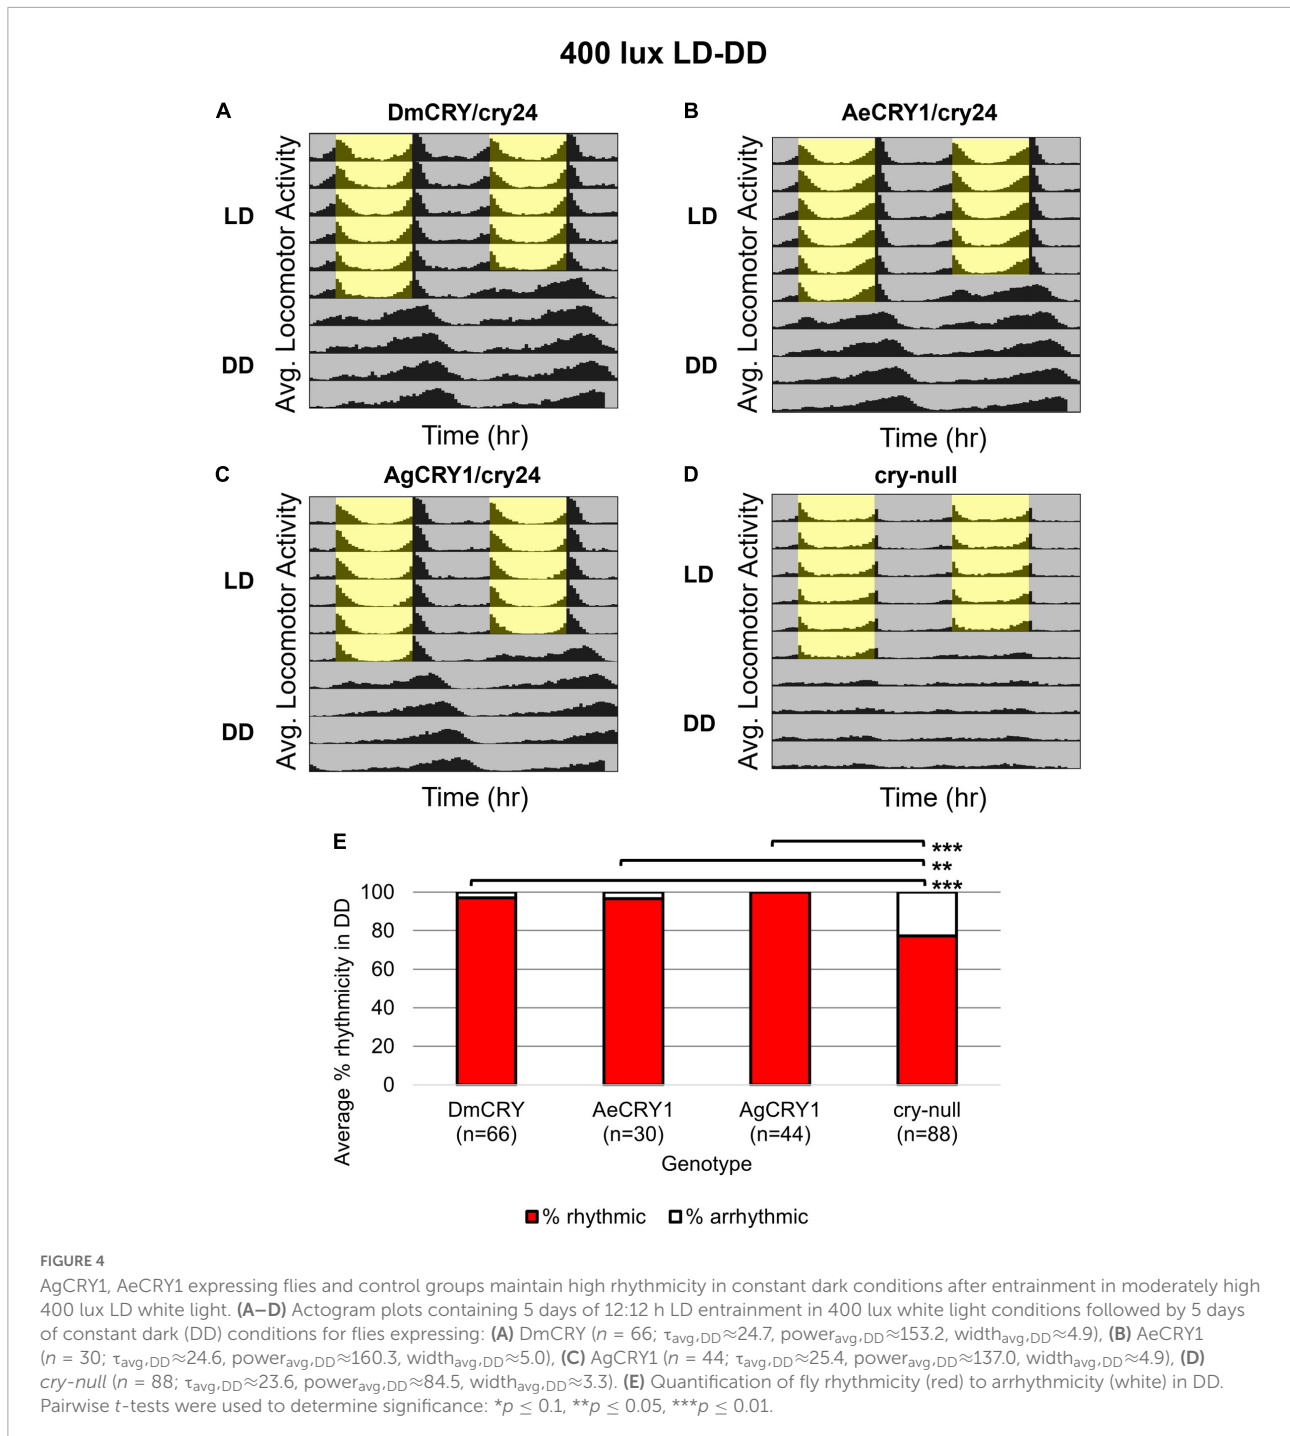 400 lux LD-DD
A
DmCRY/cry24
Avg. Locomotor Activity
LD
DD
Time (hr)
B
AeCRY1/cry24
Avg. Locomotor Activity
LD
DD
Time (hr)
C
AgCRY1/cry24
Avg. Locomotor Activity
LD
DD
Time (hr)
D
cry-null
Avg. Locomotor Activity
LD
DD
Time (hr)
E
***
**
***
Average % rhythmicity in DD
100
80
60
40
20
0
DmCRY
(n=66)
AeCRY1
(n=30)
AgCRY1
(n=44)
cry-null
(n=88)
Genotype
% rhythmic
% arrhythmic
FIGURE 4
AgCRY1, AeCRY1 expressing flies and control groups maintain high rhythmicity in constant dark conditions after entrainment in moderately high
400 lux LD white light. (A–D) Actogram plots containing 5 days of 12:12 h LD entrainment in 400 lux white light conditions followed by 5 days
of constant dark (DD) conditions for flies expressing: (A) DmCRY (n = 66; τavg,DD≈24.7, poweravg,DD≈153.2, widthavg,DD≈4.9), (B) AeCRY1
(n = 30; τavg,DD≈24.6, poweravg,DD≈160.3, widthavg,DD≈5.0), (C) AgCRY1 (n = 44; τavg,DD≈25.4, poweravg,DD≈137.0, widthavg,DD≈4.9), (D)
cry-null (n = 88; τavg,DD≈23.6, poweravg,DD≈84.5, widthavg,DD≈3.3). (E) Quantification of fly rhythmicity (red) to arrhythmicity (white) in DD.
Pairwise t-tests were used to determine significance: *p ≤ 0.1, **p ≤ 0.05, ***p ≤ 0.01.